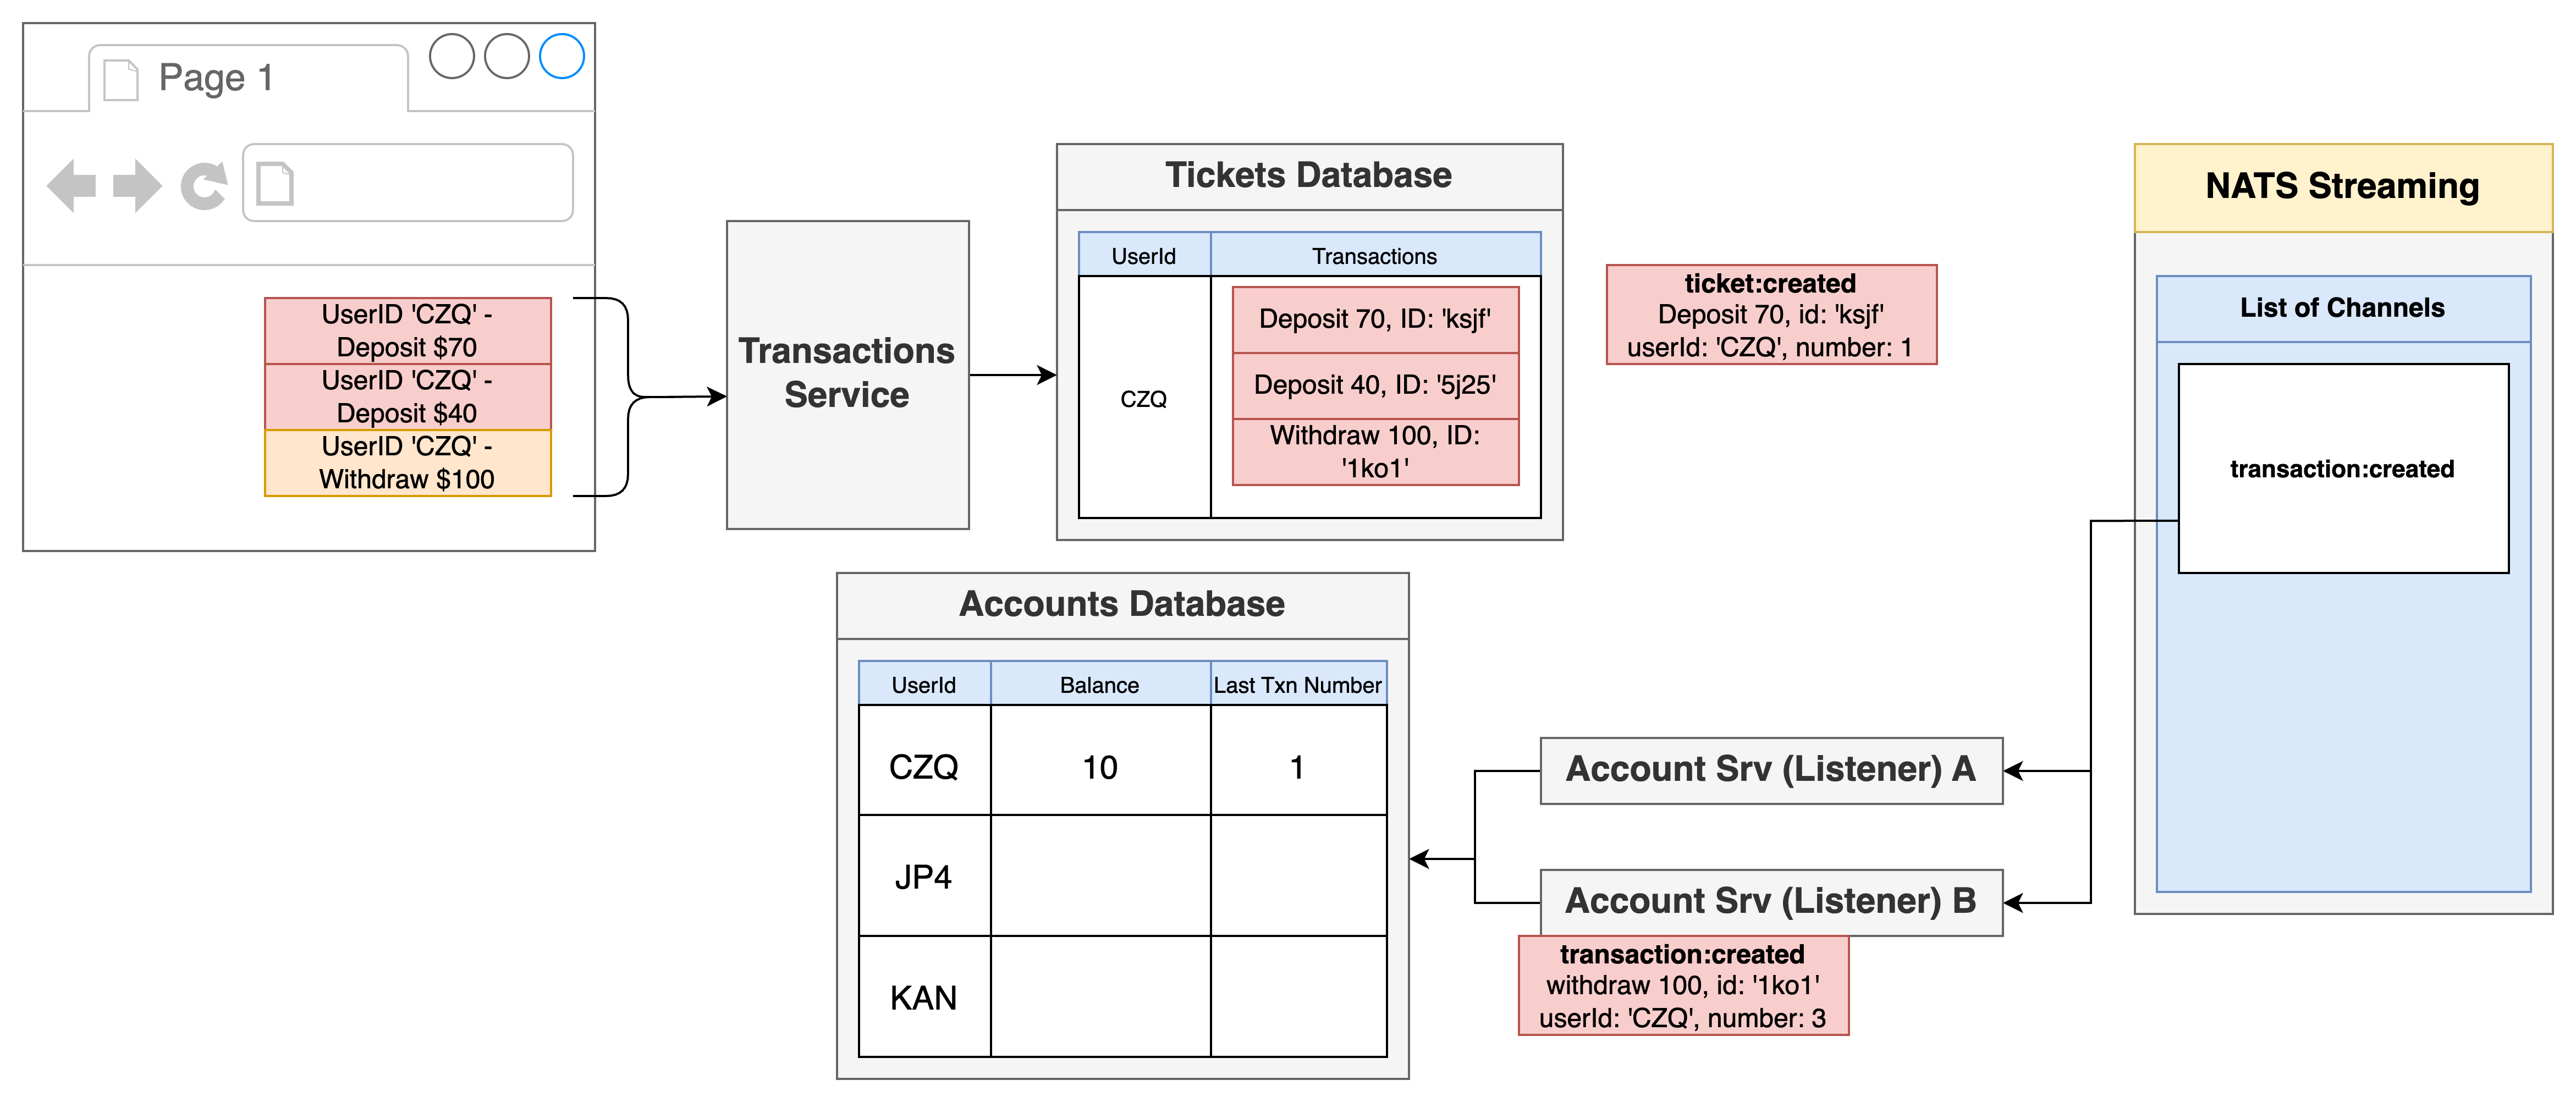 Page 1
UserID 'CZQ' -
Deposit $70
UserID 'CZQ' -
Deposit $40
UserID 'CZQ' -
Withdraw $100
Transactions
Service
Tickets Database
UserId Transactions
CZQ
Deposit 70, ID: 'ksjf'
Deposit 40, ID: '5j25'
Withdraw 100, ID:
'1ko1'
ticket:created
Deposit 70, id: 'ksjf'
userId: 'CZQ', number: 1
NATS Streaming
List of Channels
transaction:created
Accounts Database
UserId Balance Last Txn Number
CZQ 10 1
JP4
KAN
Account Srv (Listener) A
Account Srv (Listener) B
transaction:created
withdraw 100, id: '1ko1'
userId: 'CZQ', number: 3